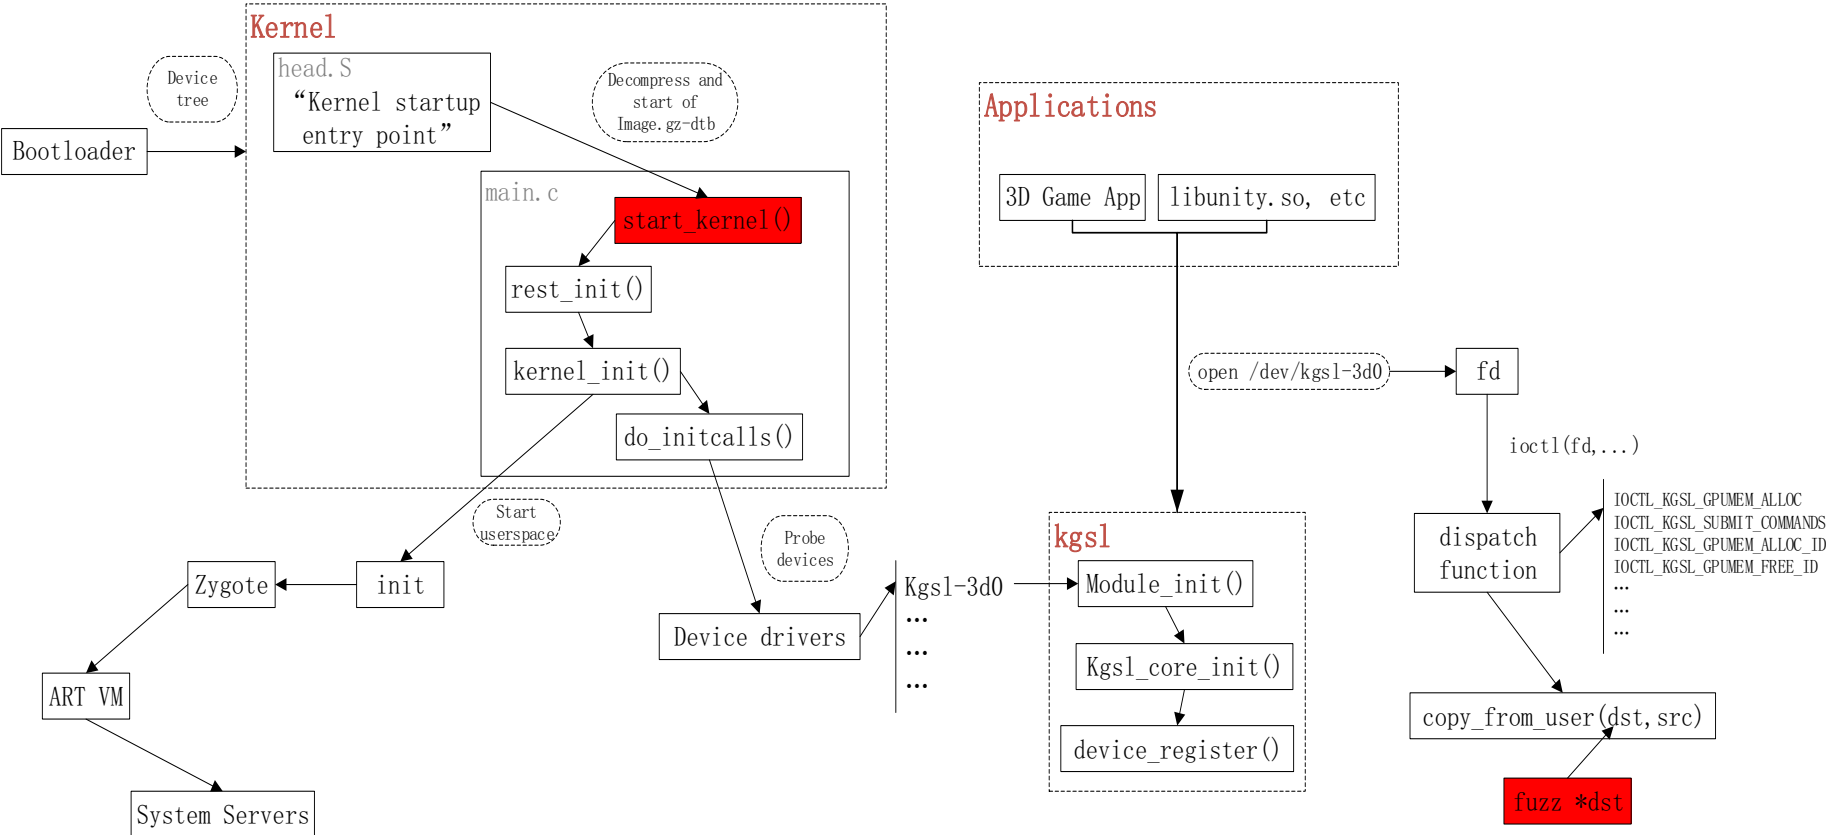 Kernel
head.S
“Kernel startup
entry point”
Device
tree
Decompress and
start of
Image.gz-dtb
Bootloader
main.c
start_kernel()
rest_init()
kernel_init()
do_initcalls()
Start
userspace
Probe
devices
Zygote
init
ART VM
System Servers
Device drivers
Kgsl-3d0
...
...
...
Applications
3D Game App
libunity.so, etc
kgsl
Module_init()
Kgsl_core_init()
device_register()
open /dev/kgsl-3d0
fd
ioctl(fd,...)
dispatch
function
IOCTL_KGSL_GPUMEM_ALLOC
IOCTL_KGSL_SUBMIT_COMMANDS
IOCTL_KGSL_GPUMEM_ALLOC_ID
IOCTL_KGSL_GPUMEM_FREE_ID
...
...
...
copy_from_user(dst,src)
fuzz *dst